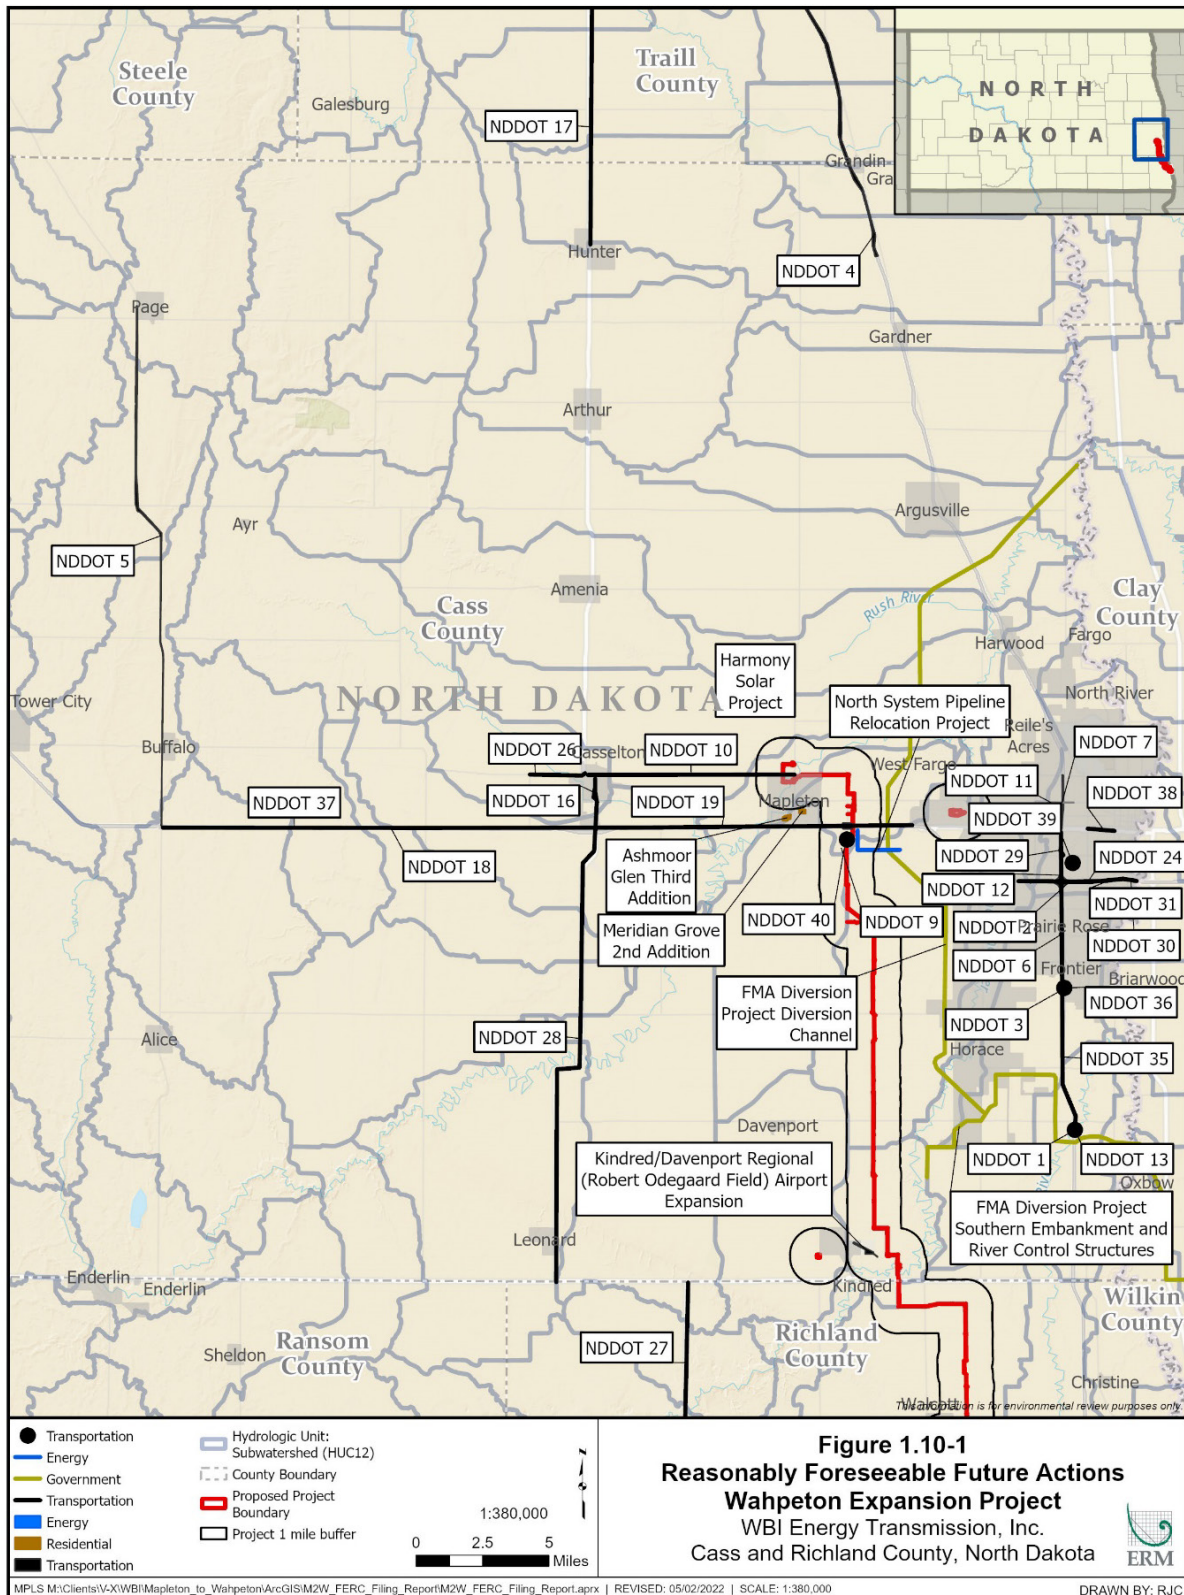 Steele
County
Traill
County
Galesburg
NDDOT 17
NORTH
DAKOTA
Grandin
Gra
Hunter
NDDOT 4
Page
Gardner
Arthur
Argusville
Ayr
NDDOT 5
Amenia
Rush River
Clay
County
Cass
County
Harwood
Fargo
Harmony
Solar
Project
NORTH DAKOTA
North River
Tower City
North System Pipeline
Relocation Project
Reile's
Acres
NDDOT 7
Buffalo
NDDOT 26
Casselton
NDDOT 10
West Fargo
NDDOT 11
NDDOT 38
NDDOT 37
NDDOT 16
NDDOT 19
Mapleton
NDDOT 39
NDDOT 18
Ashmoor
Glen Third
Addition
NDDOT 29
NDDOT 24
NDDOT 12
NDDOT 31
Meridian Grove
2nd Addition
NDDOT 40
NDDOT 9
NDDOT 2
Prairie Rose
NDDOT 30
NDDOT 6
Frontier
Briarwood
FMA Diversion
Project Diversion
Channel
NDDOT 36
NDDOT 3
Alice
NDDOT 28
Horace
NDDOT 35
Davenport
Kindred/Davenport Regional
(Robert Odegaard Field) Airport
Expansion
NDDOT 1
NDDOT 13
Oxbow
FMA Diversion Project
Southern Embankment and
River Control Structures
Leonard
Enderlin
Enderlin
Kindred
Wilkin
County
Ransom
County
Richland
County
Sheldon
NDDOT 27
Christine
Walcott
This information is for environmental review purposes only.
Transportation
Energy
Government
Transportation
Energy
Residential
Transportation
Hydrologic Unit:
Subwatershed (HUC12)
County Boundary
Proposed Project
Boundary
Project 1 mile buffer
1:380,000
0 2.5 5
Miles
Figure 1.10-1
Reasonably Foreseeable Future Actions
Wahpeton Expansion Project
WBI Energy Transmission, Inc.
Cass and Richland County, North Dakota
ERM
MPLS M:\Clients\V-X\WBI\Mapleton_to_Wahpeton\ArcGIS\M2W_FERC_Filing_Report\M2W_FERC_Filing_Report.aprx | REVISED: 05/02/2022 | SCALE: 1:380,000
DRAWN BY: RJC